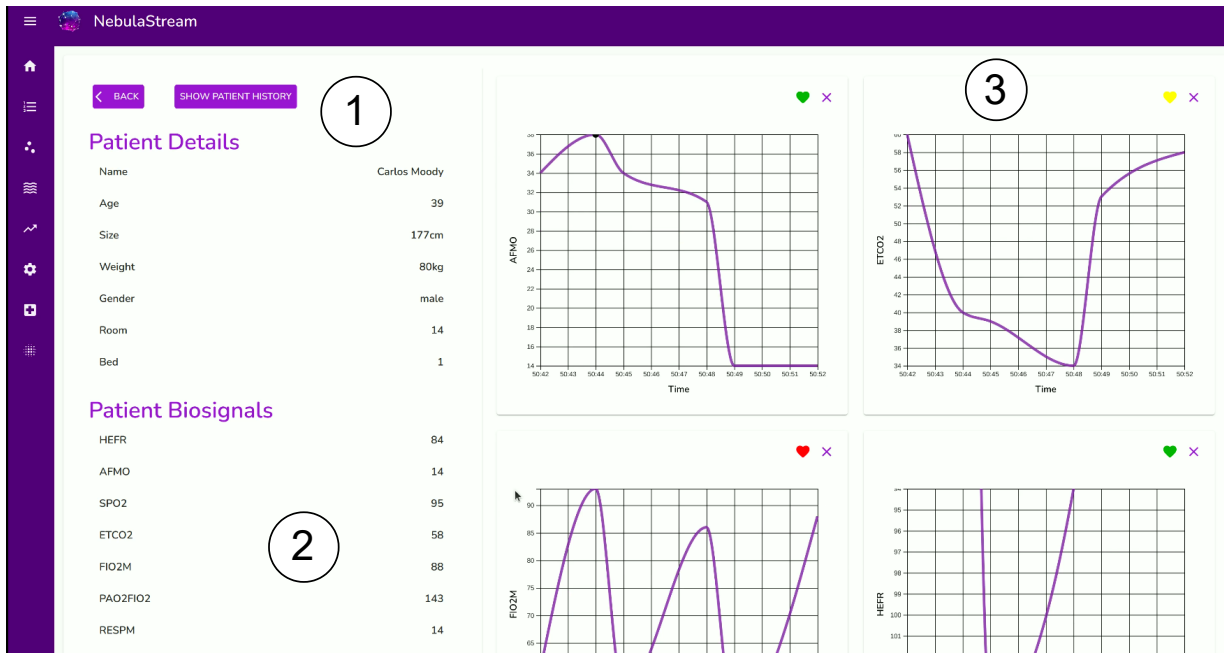 NebulaStream
BACK
SHOW PATIENT HISTORY
1
Patient Details
Name Carlos Moody
Age 39
Size 177cm
Weight 80kg
Gender male
Room 14
Bed 1
Patient Biosignals
HEFR 84
AFMO 14
SPO2 95
ETCO2 58
FIO2M 88
PAO2FIO2 143
RESPM 14
2
AFMO
38
36
34
32
30
28
26
24
22
20
18
16
14
50:42 50:43 50:44 50:45 50:46 50:47 50:48 50:49 50:50 50:51 50:52
Time
3
ETCO2
60
58
56
54
52
50
48
46
44
42
40
38
36
34
50:42 50:43 50:44 50:45 50:46 50:47 50:48 50:49 50:50 50:51 50:52
Time
FIO2M
90
85
80
75
70
65
HEFR
94
95
96
97
98
99
100
101